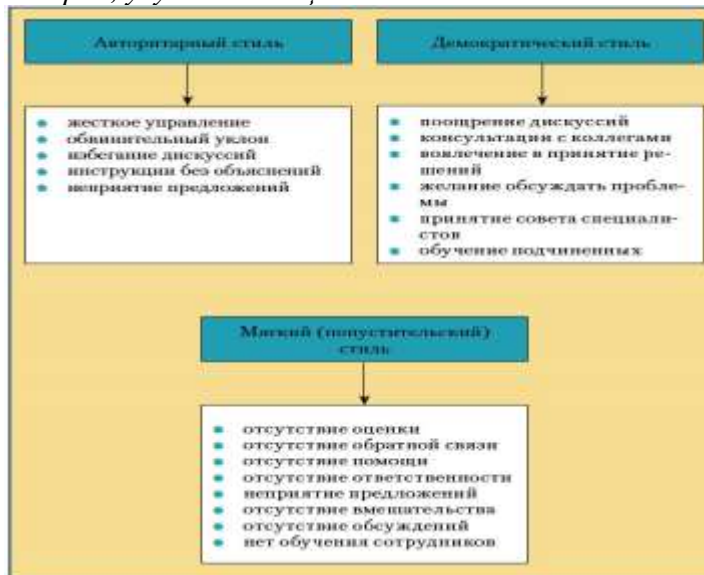 Авторитарный стиль
жесткое управление
обвинительный уклон
избегание дискуссий
инструкции без объяснений
неприятие предложений
Демократический стиль
поощрение дискуссий
консультации с коллегами
вовлечение в принятие ре-
шений
желание обсуждать пробле-
мы
принятие совета специали-
стов
обучение подчиненных
Мягкий (попустительский)
стиль
отсутствие оценки
отсутствие обратной связи
отсутствие помощи
отсутствие ответственности
неприятие предложений
отсутствие вмешательства
отсутствие обсуждений
нет обучения сотрудников